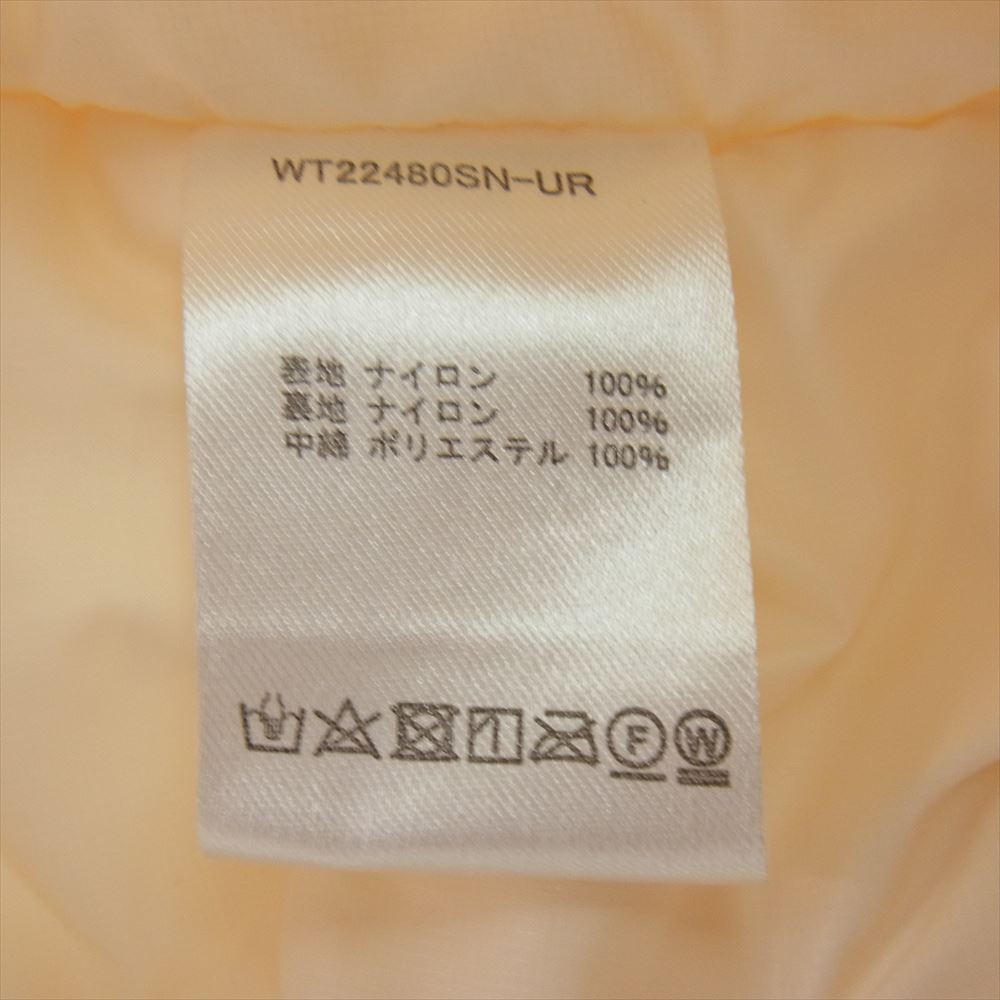 WT22480SN-UR
表地 ナイロン 100%
裏地 ナイロン 100%
中綿 ポリエステル 100%
F W